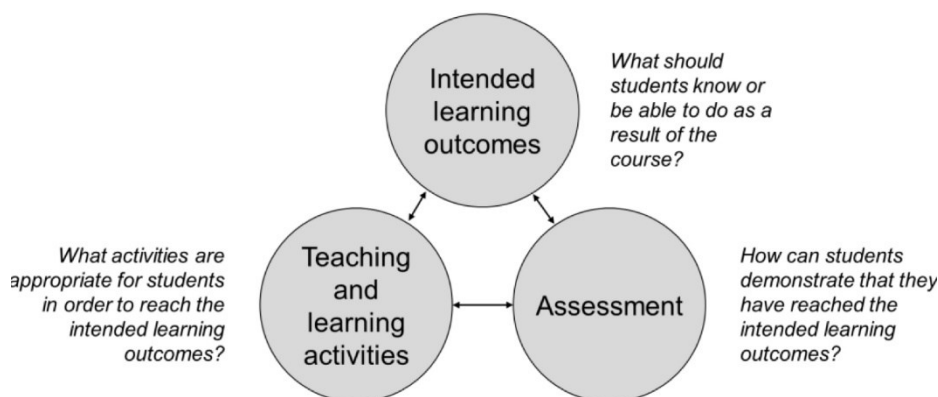 Intended
learning
outcomes
What should
students know or
be able to do as a
result of the
course?
What activities are
appropriate for students
in order to reach the
intended learning
outcomes?
Teaching
and
learning
activities
Assessment
How can students
demonstrate that they
have reached the
intended learning
outcomes?